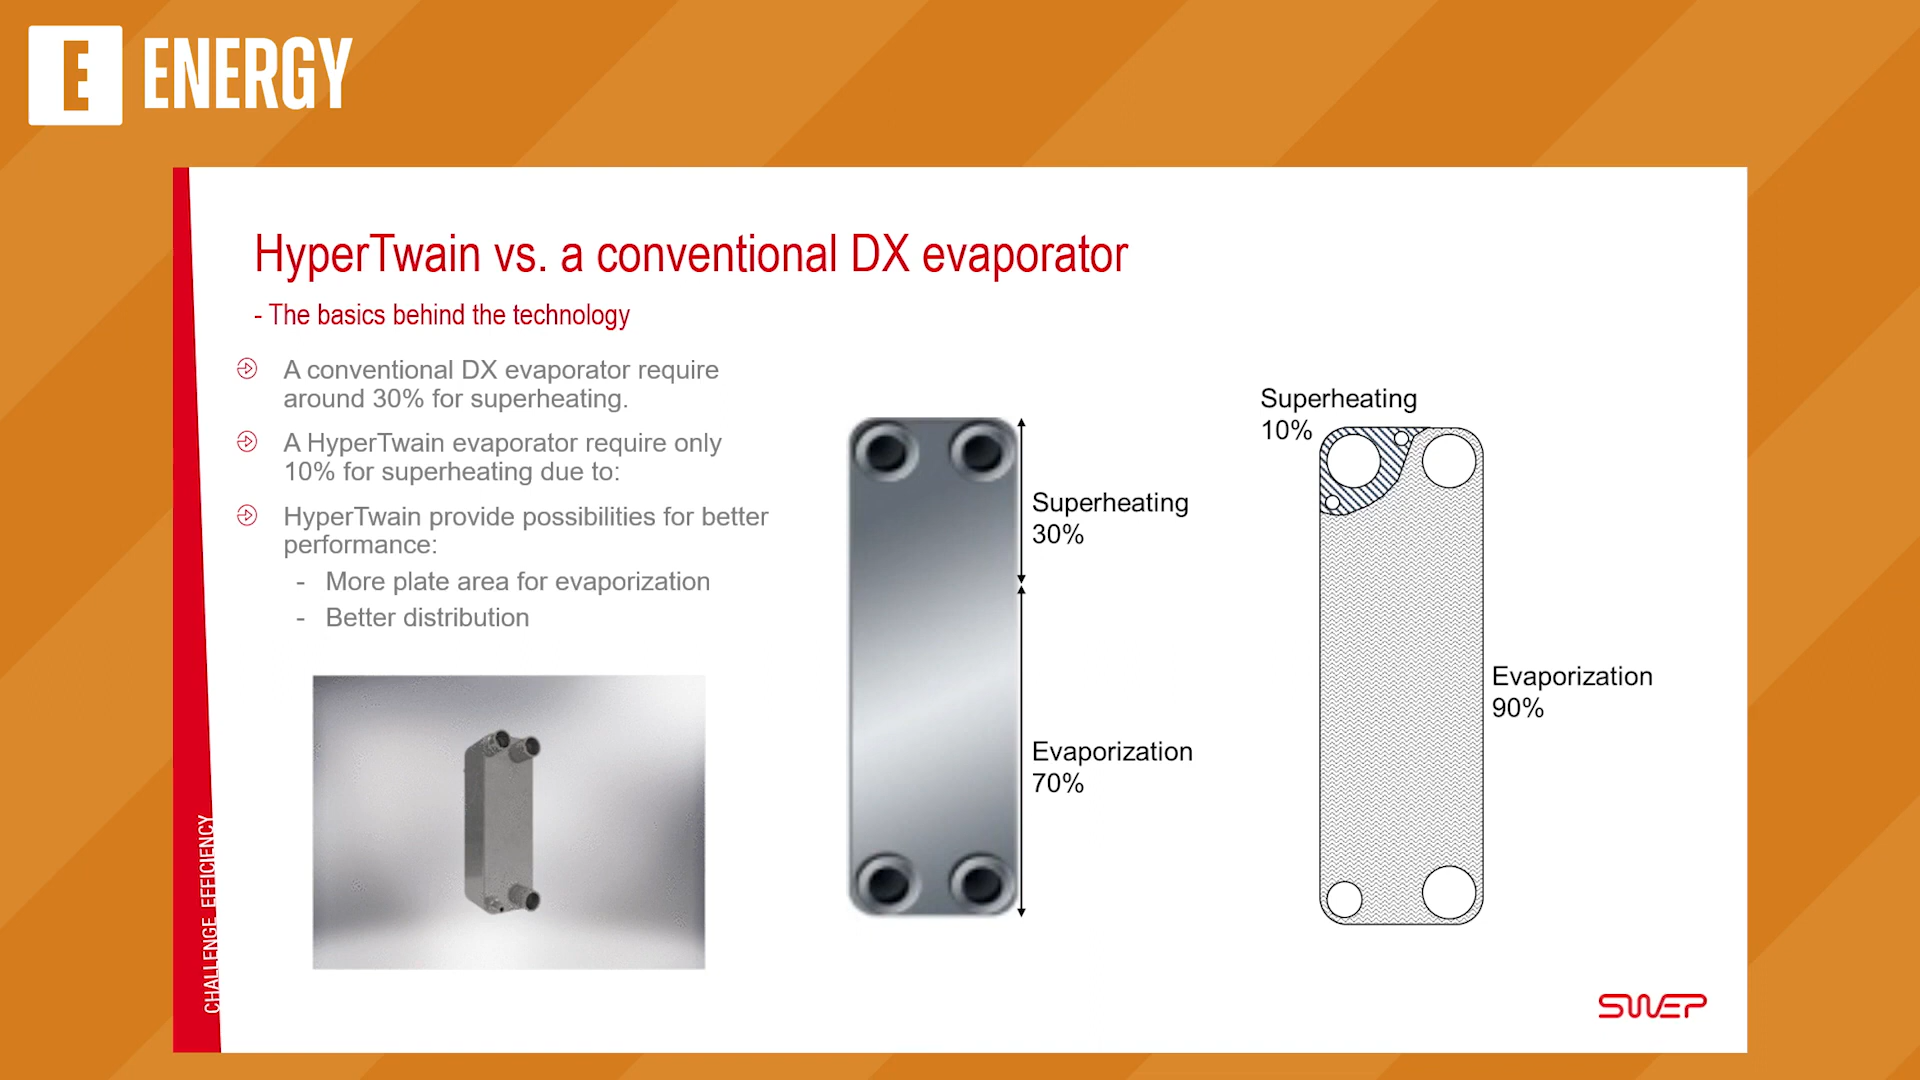 E ENERGY
HyperTwain vs. a conventional DX evaporator
- The basics behind the technology
A conventional DX evaporator require
around 30% for superheating.
A HyperTwain evaporator require only
10% for superheating due to:
HyperTwain provide possibilities for better
performance:
- More plate area for evaporization
- Better distribution
Superheating
30%
Evaporization
70%
Superheating
10%
Evaporization
90%
CHALLENGE EFFICIENCY
SWEP